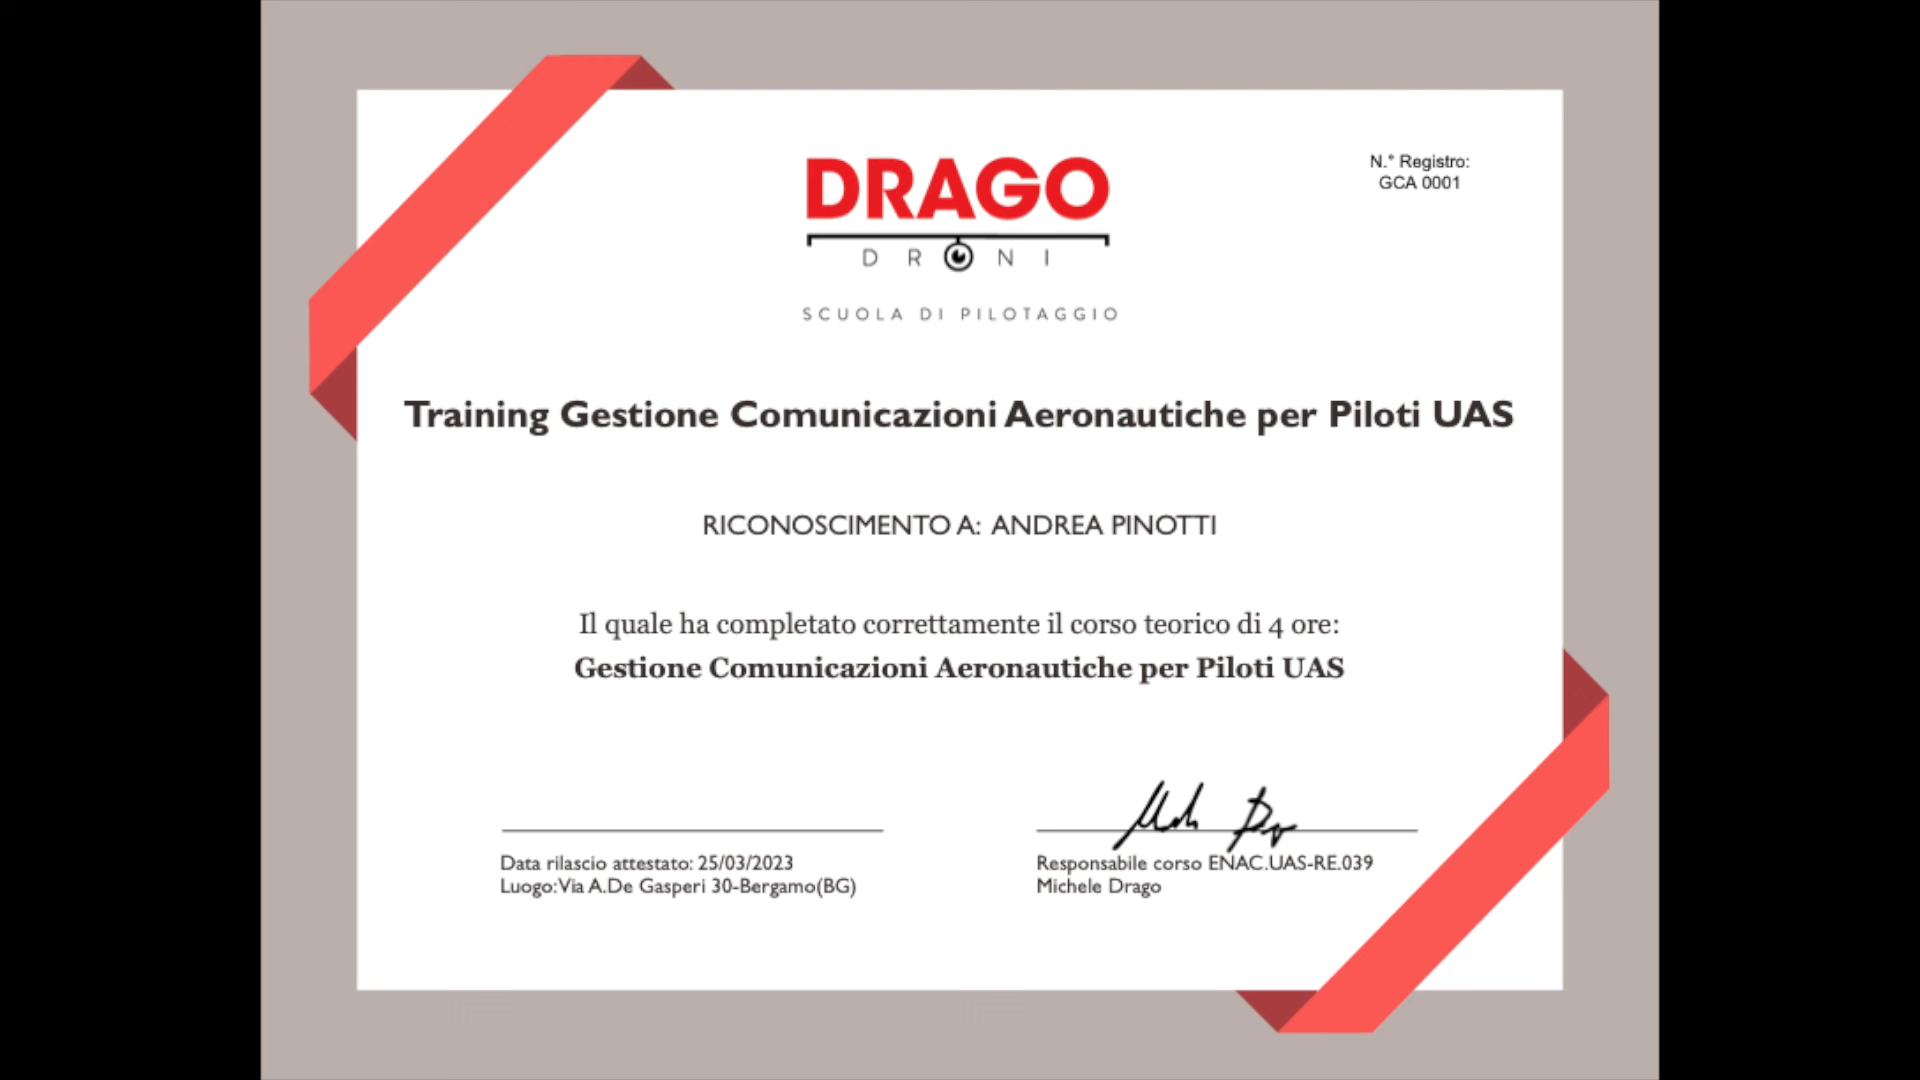 DRAGO
DRONI
SCUOLA DI PILOTAGGIO
N.° Registro:
GCA 0001
Training Gestione Comunicazioni Aeronautiche per Piloti UAS
RICONOSCIMENTO A: ANDREA PINOTTI
Il quale ha completato correttamente il corso teorico di 4 ore:
Gestione Comunicazioni Aeronautiche per Piloti UAS
Data rilascio attestato: 25/03/2023
Luogo:Via A.De Gasperi 30-Bergamo(BG)
Responsabile corso ENAC.UAS-RE.039
Michele Drago